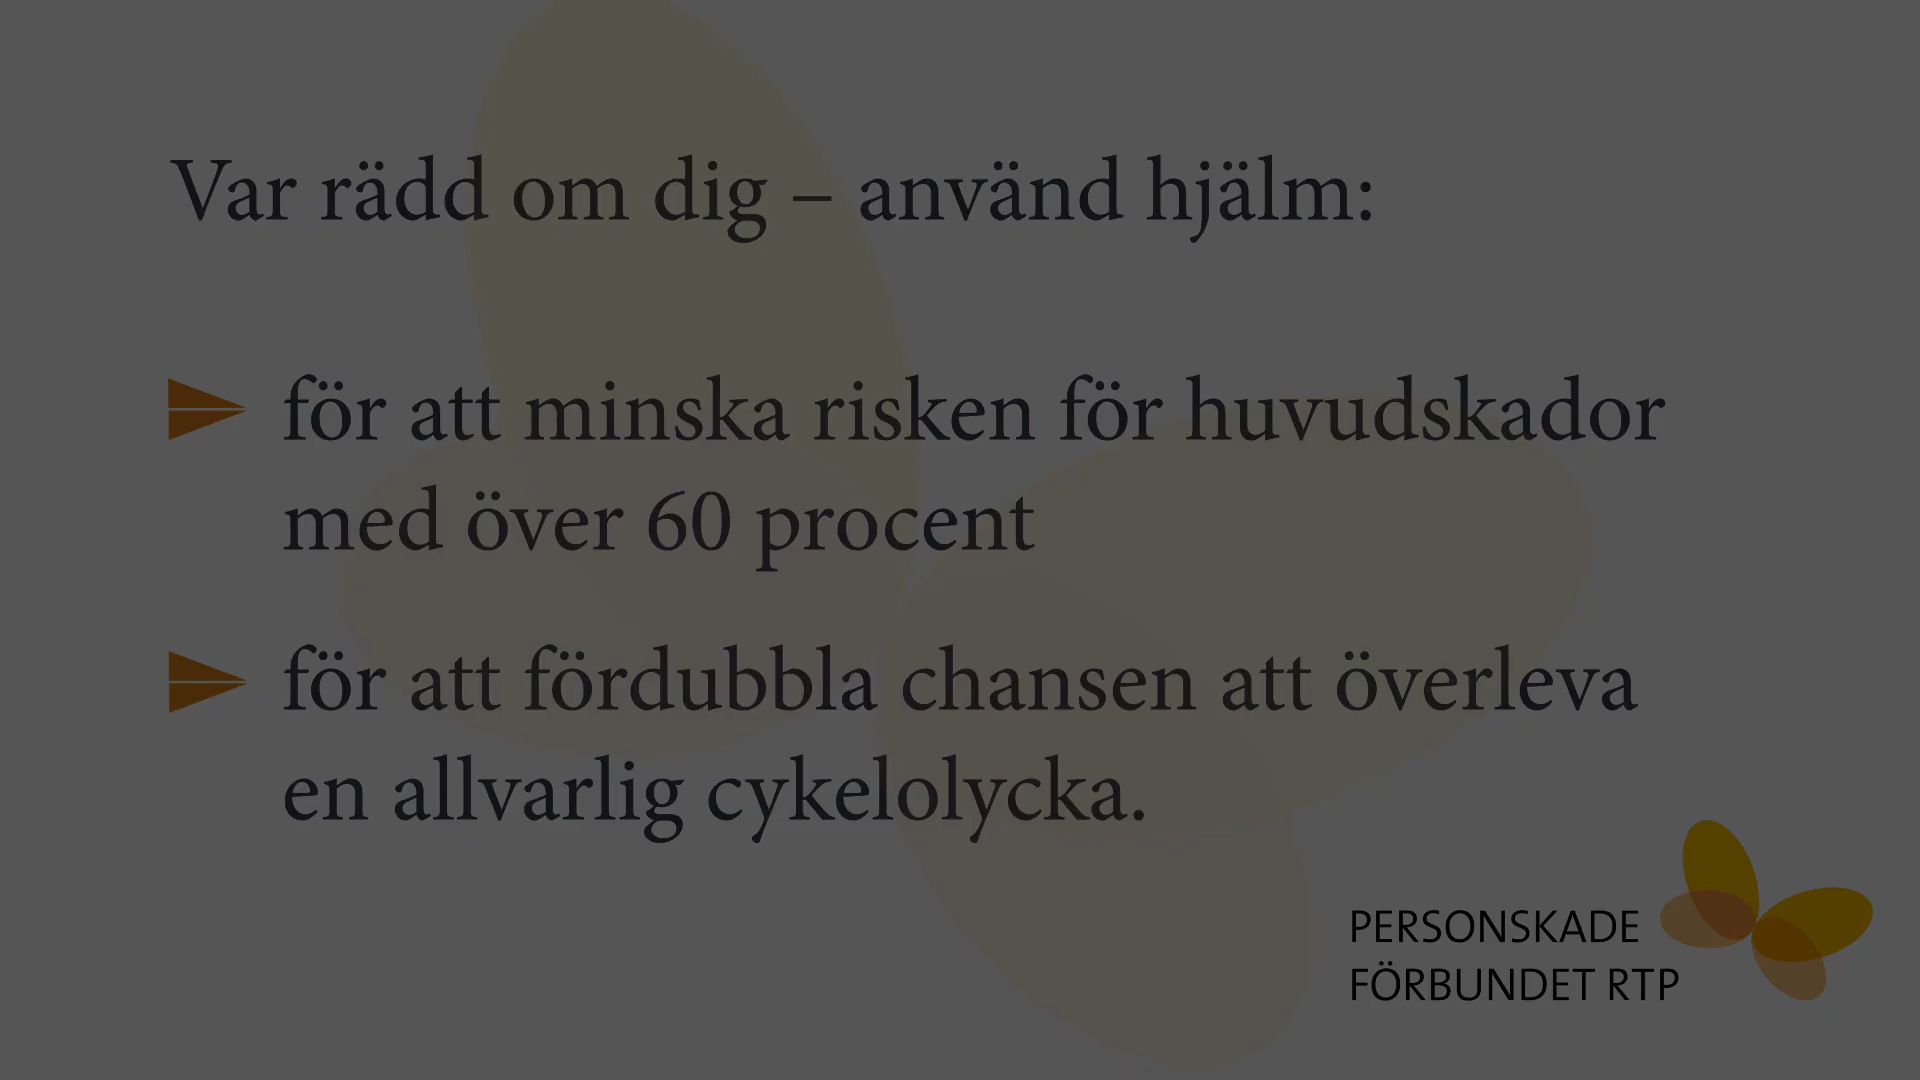 Var rädd om dig – använd hjälm:
för att minska risken för huvudskador
med över 60 procent
för att fördubbla chansen att överleva
en allvarlig cykelolycka.
PERSONSKADE
FÖRBUNDET RTP